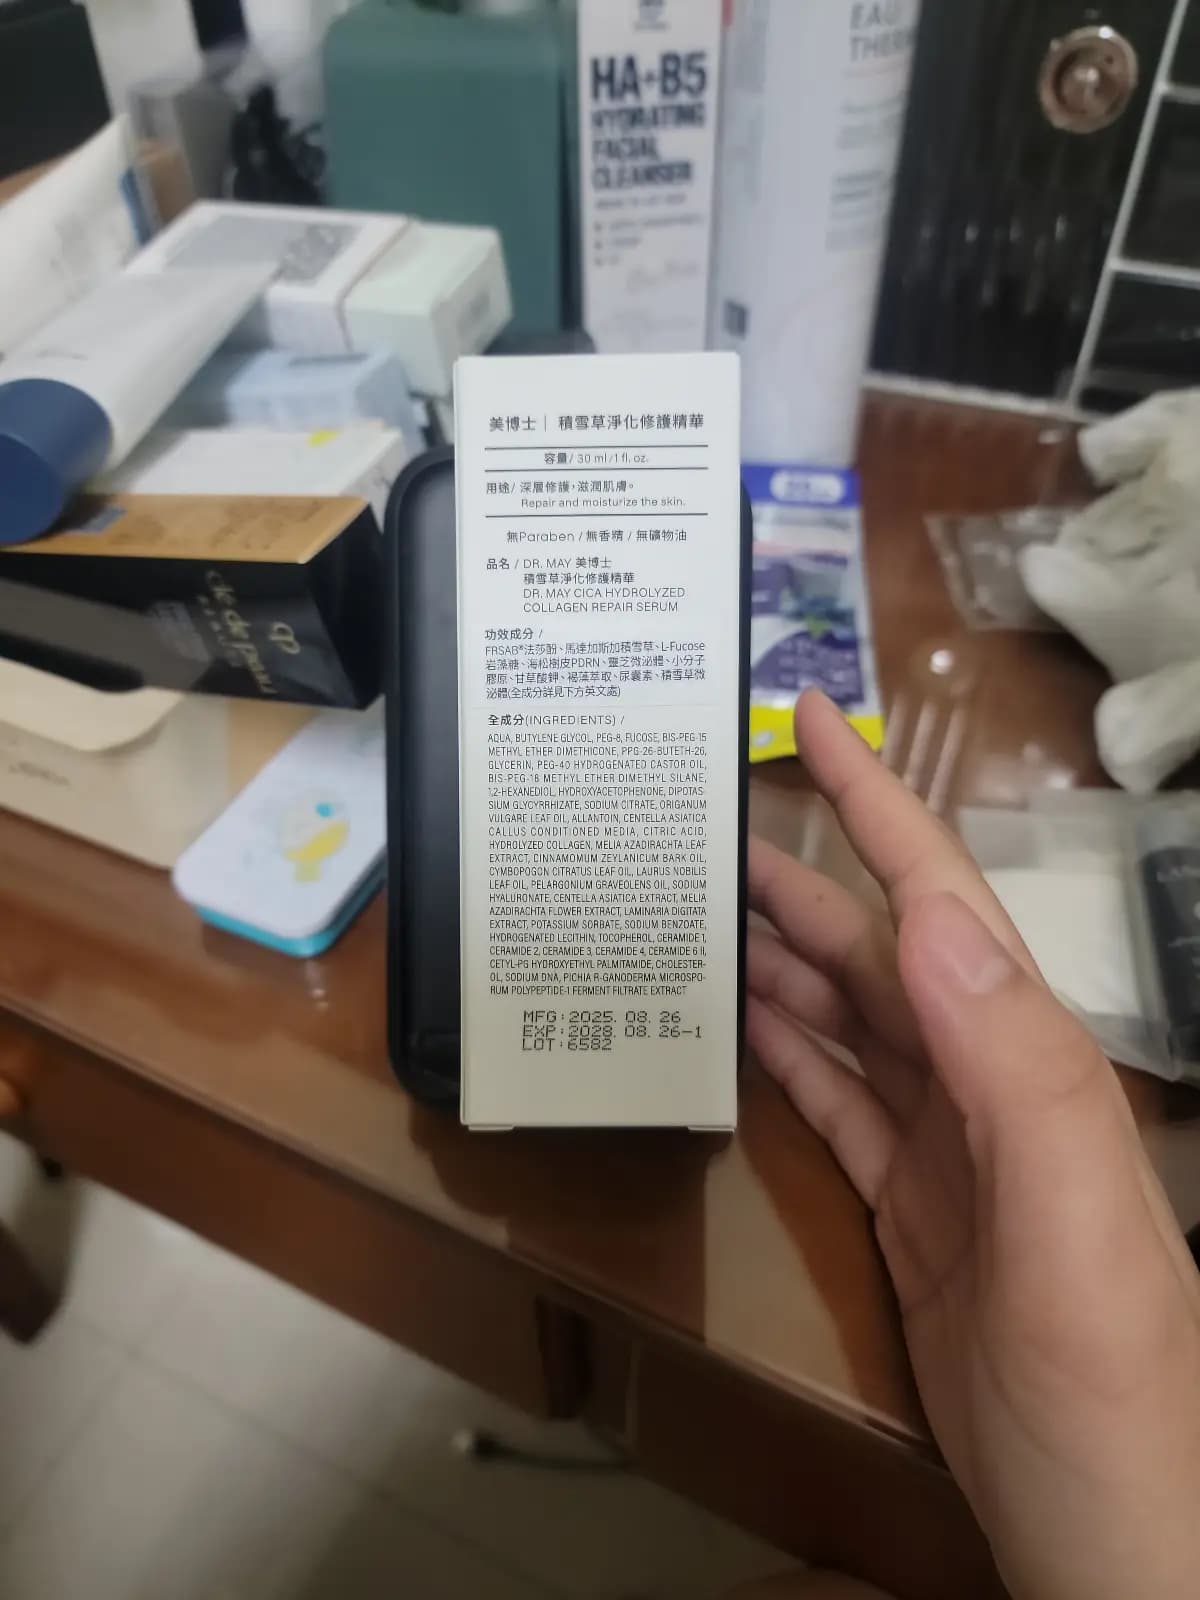 HA+B5
HYDRATING
FACIAL
CLEANSER
EAU
美博士｜積雪草淨化修護精華
容量/ 30 ml /1 fl. oz.
用途/ 深層修護，滋潤肌膚。
Repair and moisturize the skin.
無Paraben / 無香精 / 無礦物油
品名 / DR. MAY 美博士
積雪草淨化修護精華
DR. MAY CICA HYDROLYZED
COLLAGEN REPAIR SERUM
功效成分 /
FRSAB®法莎酚、馬達加斯加積雪草、L-Fucose
岩藻糖、海松樹皮PDRN、靈芝微泌體、小分子
膠原、甘草酸鉀、褐藻萃取、尿囊素、積雪草微
泌體(全成分詳見下方英文處)
全成分(INGREDIENTS) /
AQUA, BUTYLENE GLYCOL, PEG-8, FUCOSE, BIS-PEG-15
METHYL ETHER DIMETHICONE, PPG-26-BUTETH-26,
GLYCERIN, PEG-40 HYDROGENATED CASTOR OIL,
BIS-PEG-18 METHYL ETHER DIMETHYL SILANE,
1,2-HEXANEDIOL, HYDROXYACETOPHENONE, DIPOTAS-
SIUM GLYCYRRHIZATE, SODIUM CITRATE, ORIGANUM
VULGARE LEAF OIL, ALLANTOIN, CENTELLA ASIATICA
CALLUS CONDITIONED MEDIA, CITRIC ACID,
HYDROLYZED COLLAGEN, MELIA AZADIRACHTA LEAF
EXTRACT, CINNAMOMUM ZEYLANICUM BARK OIL,
CYMBOPOGON CITRATUS LEAF OIL, LAURUS NOBILIS
LEAF OIL, PELARGONIUM GRAVEOLENS OIL, SODIUM
HYALURONATE, CENTELLA ASIATICA EXTRACT, MELIA
AZADIRACHTA FLOWER EXTRACT, LAMINARIA DIGITATA
EXTRACT, POTASSIUM SORBATE, SODIUM BENZOATE,
HYDROGENATED LECITHIN, TOCOPHEROL, CERAMIDE 1,
CERAMIDE 2, CERAMIDE 3, CERAMIDE 4, CERAMIDE 6 II,
CETYL-PG HYDROXYETHYL PALMITAMIDE, CHOLESTER-
OL, SODIUM DNA, PICHIA R-GANODERMA MICROSPO-
RUM POLYPEPTIDE-1 FERMENT FILTRATE EXTRACT
MFG：2025. 08. 26
EXP：2028. 08. 26-1
LOT：6582
clé de peau
BEAUTÉ